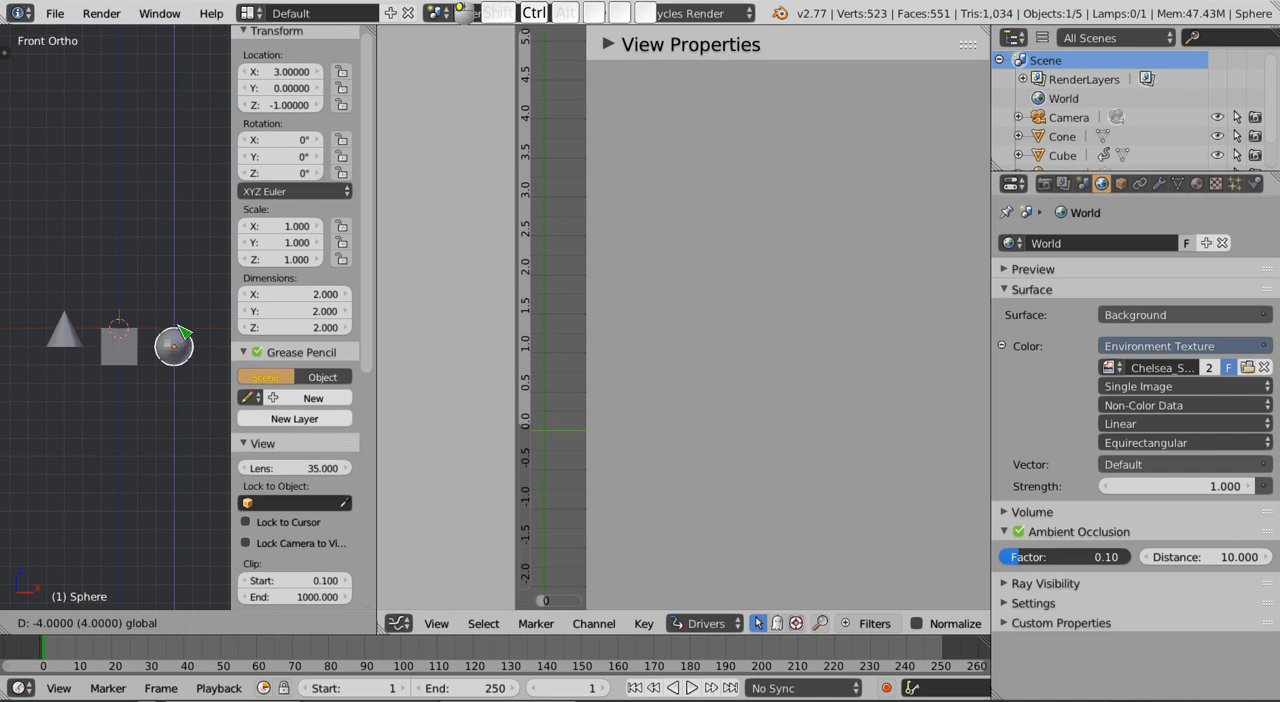 File Render Window Help Default Shift Ctrl Alt ycles Render v2.77 | Verts:523 | Faces:551 | Tris:1,034 | Objects:1/5 | Lamps:0/1 | Mem:47.43M | Sphere
Front Ortho
Transform
Location:
X: 3.00000
Y: 0.00000
Z: -1.00000
Rotation:
X: 0°
Y: 0°
Z: 0°
XYZ Euler
Scale:
X: 1.000
Y: 1.000
Z: 1.000
Dimensions:
X: 2.000
Y: 2.000
Z: 2.000
Grease Pencil
Scene Object
New
New Layer
View
Lens: 35.000
Lock to Object:
Lock to Cursor
Lock Camera to Vi...
Clip:
Start: 0.100
End: 1000.000
z
x
(1) Sphere
D: -4.0000 (4.0000) global
5.0
4.5
4.0
3.5
3.0
2.5
2.0
1.5
1.0
0.5
0.0
-0.5
-1.0
-1.5
-2.0
0
View Properties
View Select Marker Channel Key Drivers Filters Normalize
View All Scenes
Scene
RenderLayers |
World
Camera |
Cone |
Cube |
World
World F
Preview
Surface
Surface: Background
Color: Environment Texture
Chelsea_S... 2 F
Single Image
Non-Color Data
Linear
Equirectangular
Vector: Default
Strength: 1.000
Volume
Ambient Occlusion
Factor: 0.10 Distance: 10.000
Ray Visibility
Settings
Custom Properties
0 10 20 30 40 50 60 70 80 90 100 110 120 130 140 150 160 170 180 190 200 210 220 230 240 250 260
View Marker Frame Playback Start: 1 End: 250 1 No Sync